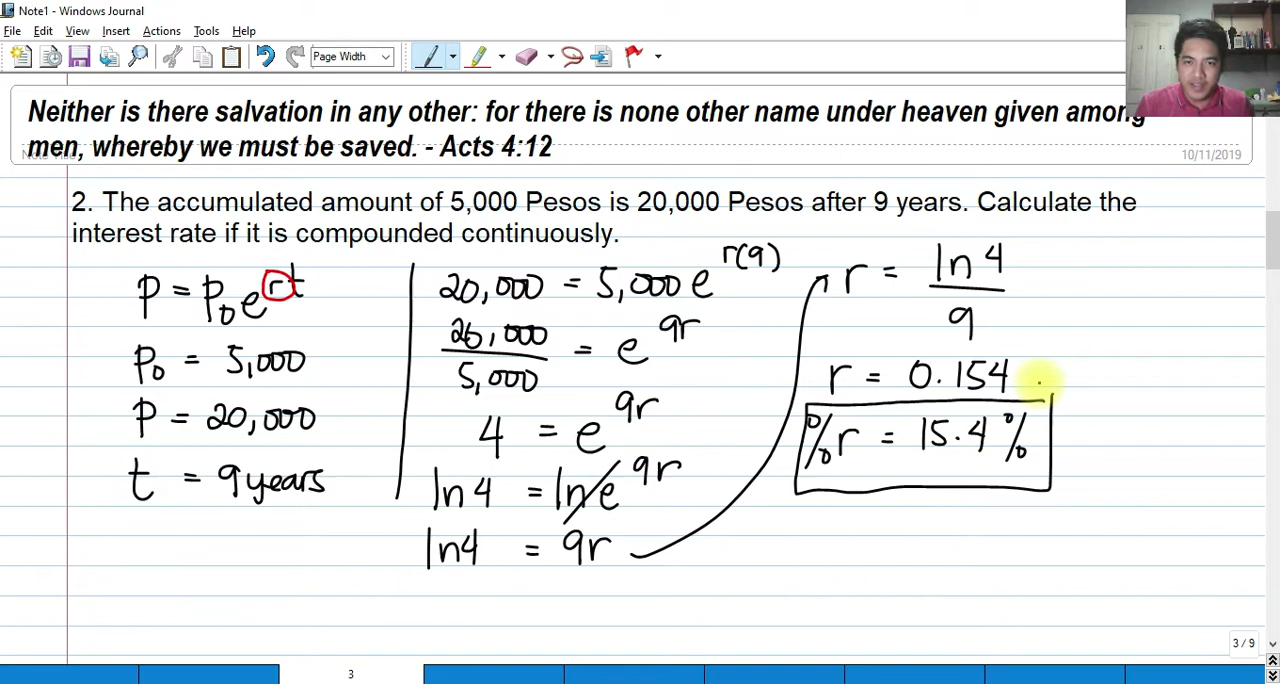 Note1 - Windows Journal
File Edit View Insert Actions Tools Help
Page Width
Neither is there salvation in any other: for there is none other name under heaven given among
men, whereby we must be saved. - Acts 4:12
Note Title
10/11/2019
2. The accumulated amount of 5,000 Pesos is 20,000 Pesos after 9 years. Calculate the
interest rate if it is compounded continuously.
P = P₀e^rt
P₀ = 5,000
P = 20,000
t = 9 years
20,000 = 5,000e^r(9)
20,000/5,000 = e^9r
4 = e^9r
ln4 = ln e^9r
ln4 = 9r
r = ln4/9
r = 0.154
%r = 15.4%
3 / 9
3